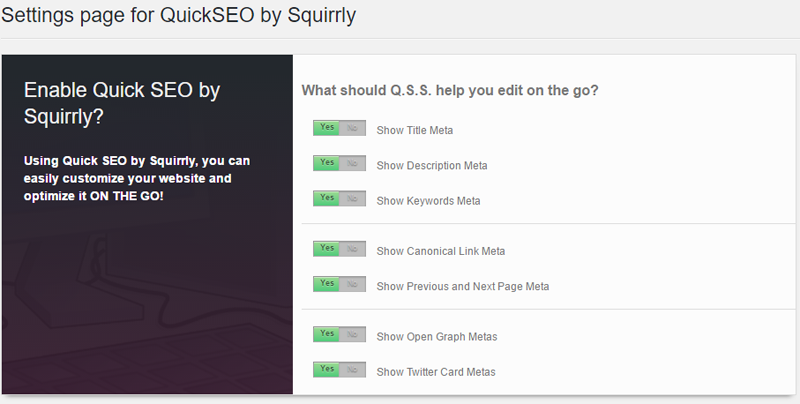 Settings page for QuickSEO by Squirrly
Enable Quick SEO by
Squirrly?
Using Quick SEO by Squirrly, you can
easily customize your website and
optimize it ON THE GO!
What should Q.S.S. help you edit on the go?
Yes No Show Title Meta
Yes No Show Description Meta
Yes No Show Keywords Meta
Yes No Show Canonical Link Meta
Yes No Show Previous and Next Page Meta
Yes No Show Open Graph Metas
Yes No Show Twitter Card Metas